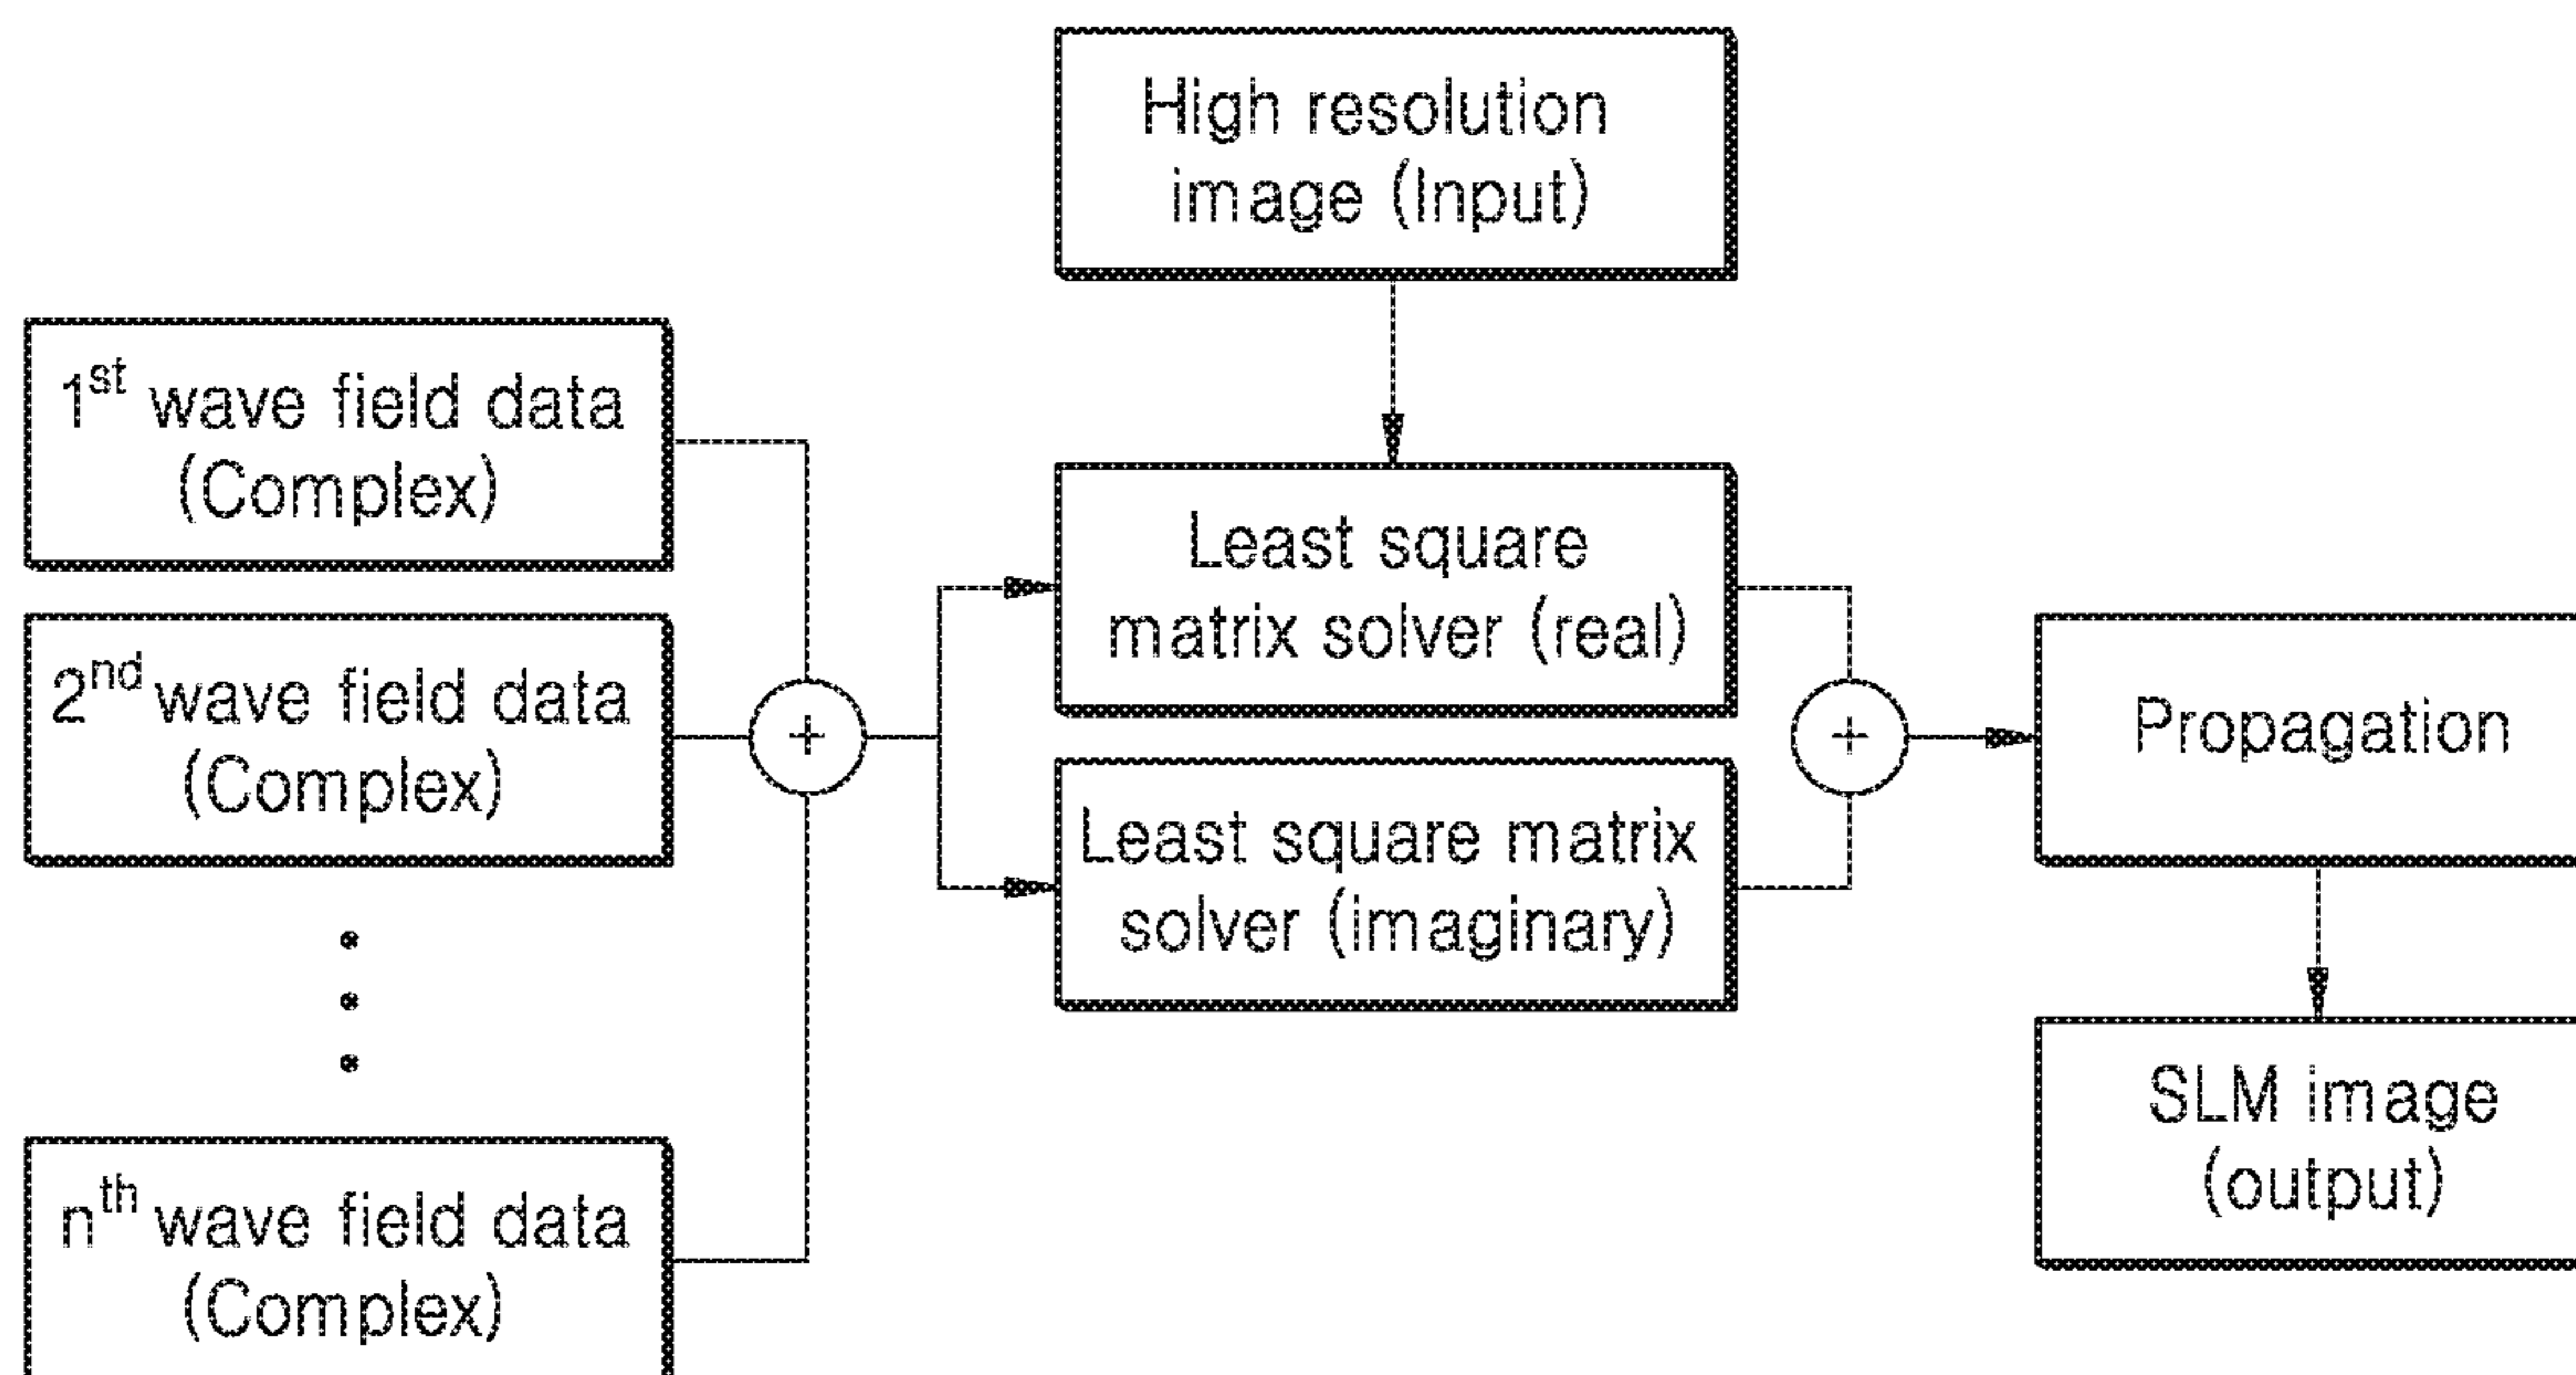 High resolution
image (Input)
1st wave field data
(Complex)
2nd wave field data
(Complex)
nth wave field data
(Complex)
+
Least square
matrix solver (real)
Least square matrix
solver (imaginary)
+
Propagation
SLM image
(output)